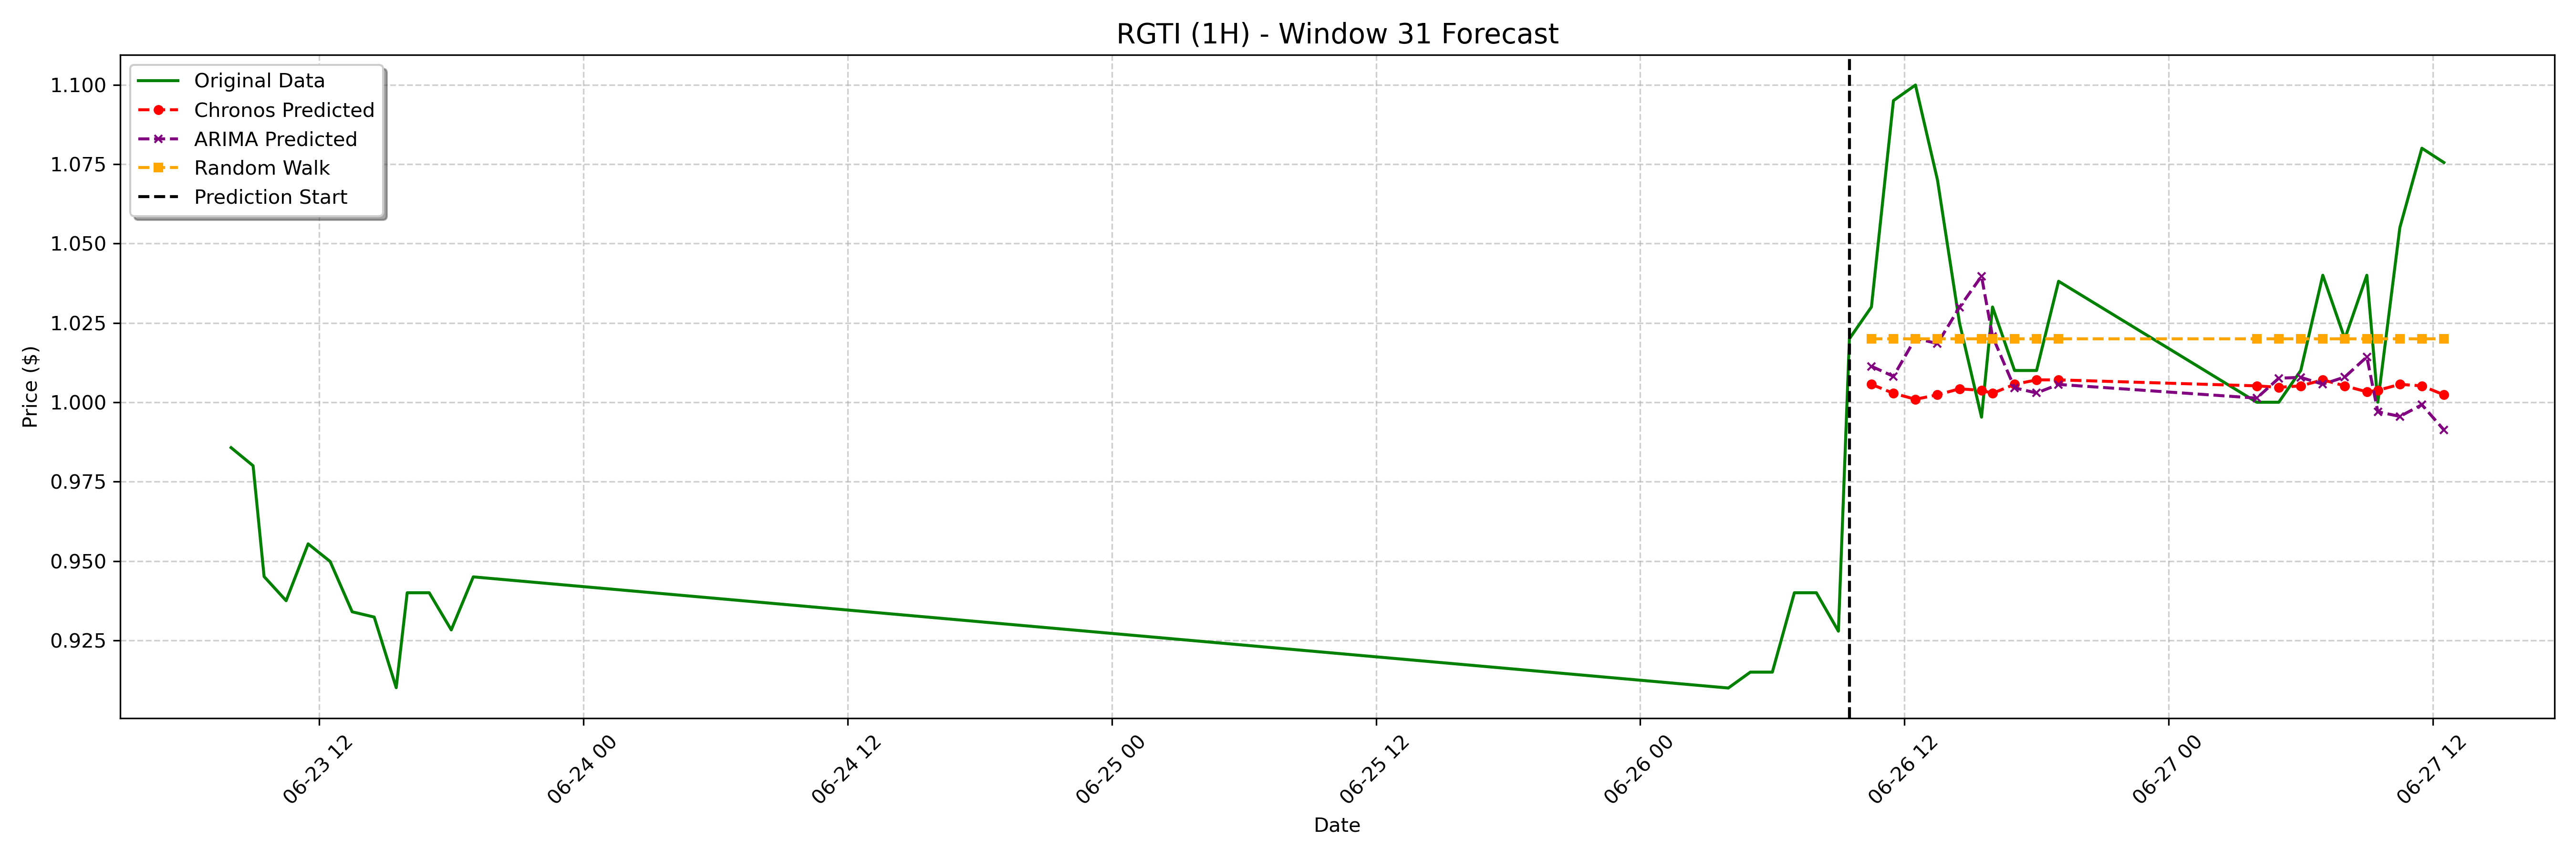 RGTI (1H) - Window 31 Forecast
Original Data
Chronos Predicted
ARIMA Predicted
Random Walk
Prediction Start
Price ($)
1.100
1.075
1.050
1.025
1.000
0.975
0.950
0.925
06-23 12
06-24 00
06-24 12
06-25 00
06-25 12
06-26 00
06-26 12
06-27 00
06-27 12
Date